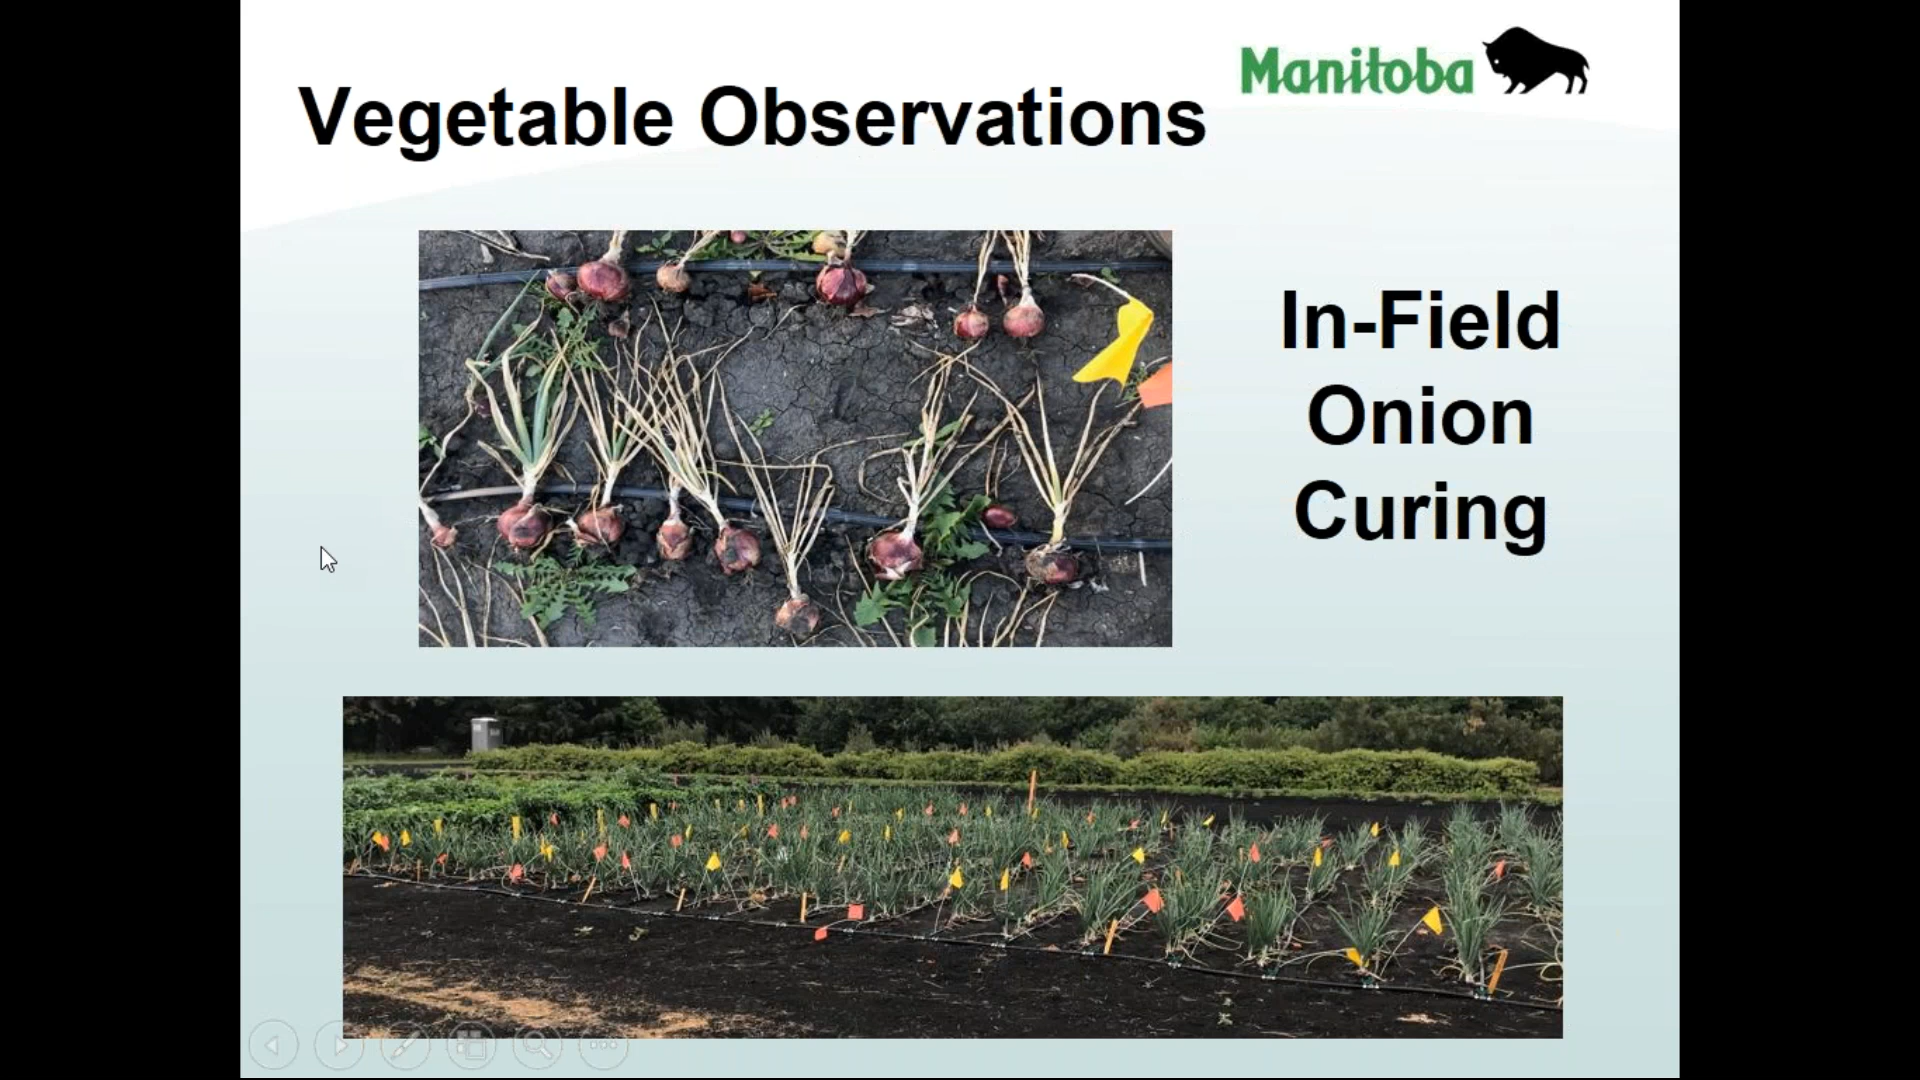 Manitoba
Vegetable Observations
In-Field
Onion
Curing